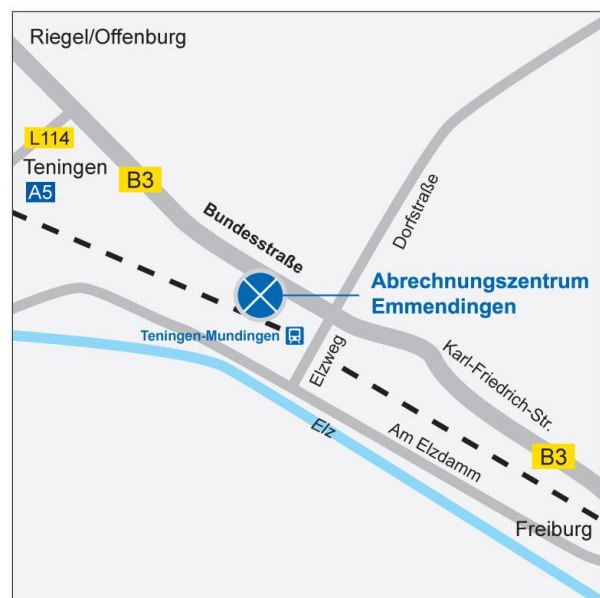 Riegel/Offenburg
L114
Teningen
A5
B3
Bundesstraße
Dorfstraße
Abrechnungszentrum
Emmendingen
Teningen-Mundingen
Elzweg
Karl-Friedrich-Str.
Elz
Am Elzdamm
B3
Freiburg